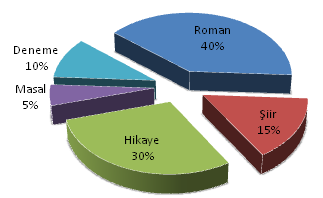 Roman
40%
Deneme
10%
Masal
5%
Şiir
15%
Hikaye
30%